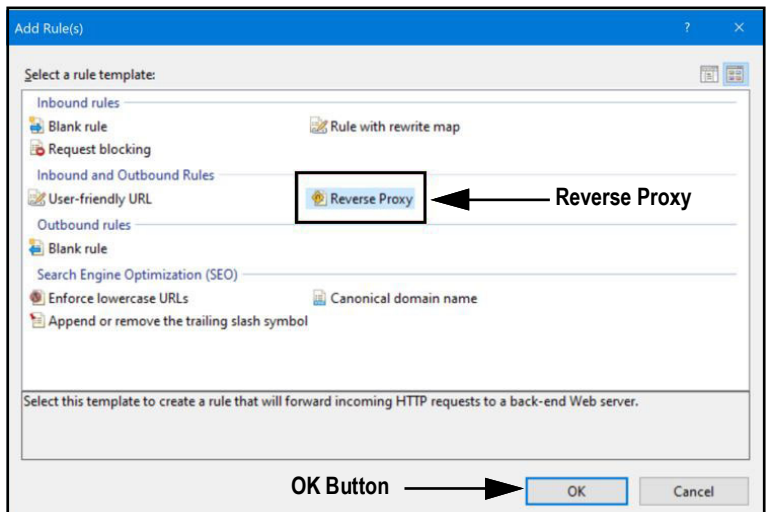 Add Rule(s) ? ×
Select a rule template:
Inbound rules
Blank rule Rule with rewrite map
Request blocking
Inbound and Outbound Rules
User-friendly URL Reverse Proxy Reverse Proxy
Outbound rules
Blank rule
Search Engine Optimization (SEO)
Enforce lowercase URLs Canonical domain name
Append or remove the trailing slash symbol
Select this template to create a rule that will forward incoming HTTP requests to a back-end Web server.
OK Button OK Cancel